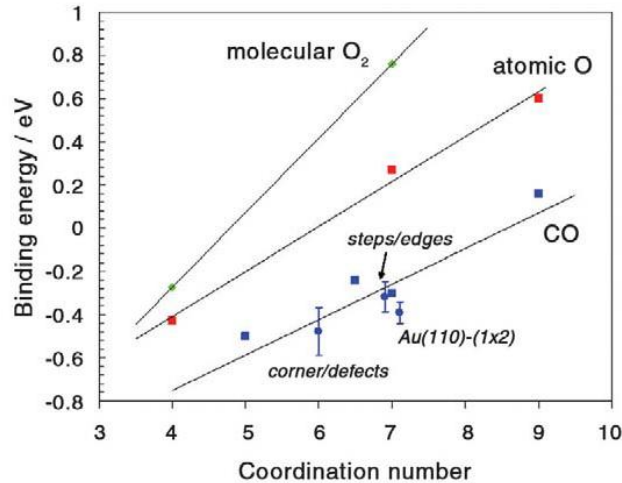 1
0.8
0.6
0.4
0.2
0
-0.2
-0.4
-0.6
-0.8
Binding energy / eV
molecular O₂
atomic O
CO
steps/edges
Au(110)-(1x2)
corner/defects
3 4 5 6 7 8 9 10
Coordination number